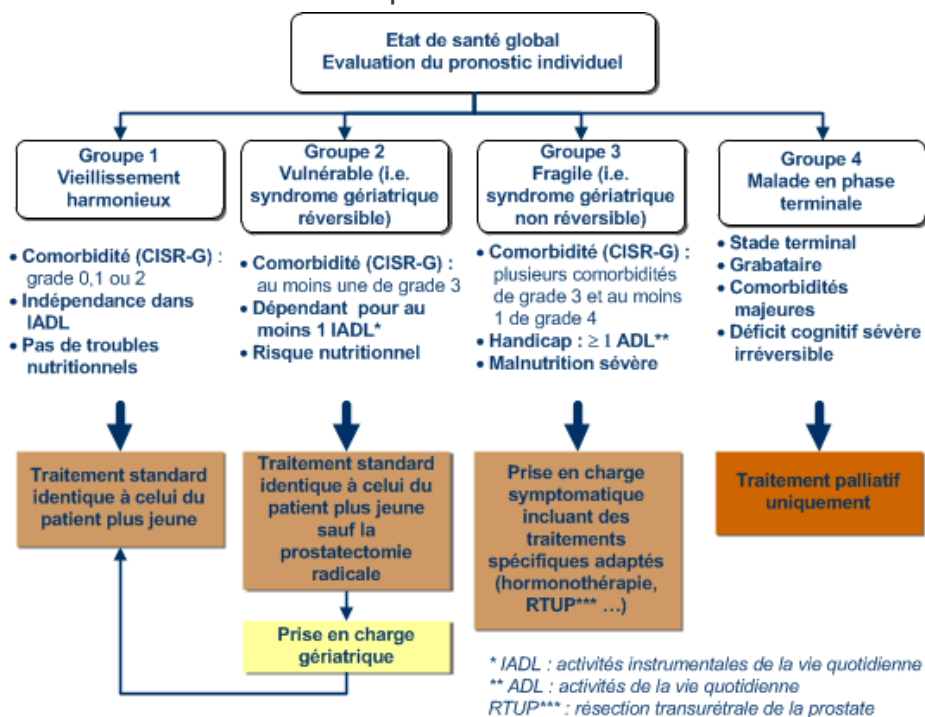 Etat de santé global
Evaluation du pronostic individuel
Groupe 1
Vieillissement
harmonieux
Groupe 2
Vulnérable (i.e.
syndrome gériatrique
réversible)
Groupe 3
Fragile (i.e.
syndrome gériatrique
non réversible)
Groupe 4
Malade en phase
terminale
• Comorbidité (CISR-G) :
grade 0,1 ou 2
• Indépendance dans
IADL
• Pas de troubles
nutritionnels
• Comorbidité (CISR-G) :
au moins une de grade 3
• Dépendant pour au
moins 1 IADL*
• Risque nutritionnel
• Comorbidité (CISR-G) :
plusieurs comorbidités
de grade 3 et au moins
1 de grade 4
• Handicap : ≥ 1 ADL**
• Malnutrition sévère
• Stade terminal
• Grabataire
• Comorbidités
majeures
• Déficit cognitif sévère
irréversible
Traitement standard
identique à celui du
patient plus jeune
Traitement standard
identique à celui du
patient plus jeune
sauf la
prostatectomie
radicale
Prise en charge
symptomatique
incluant des
traitements
spécifiques adaptés
(hormonothérapie,
RTUP*** …)
Traitement palliatif
uniquement
Prise en charge
gériatrique
* IADL : activités instrumentales de la vie quotidienne
** ADL : activités de la vie quotidienne
RTUP*** : résection transurétrale de la prostate